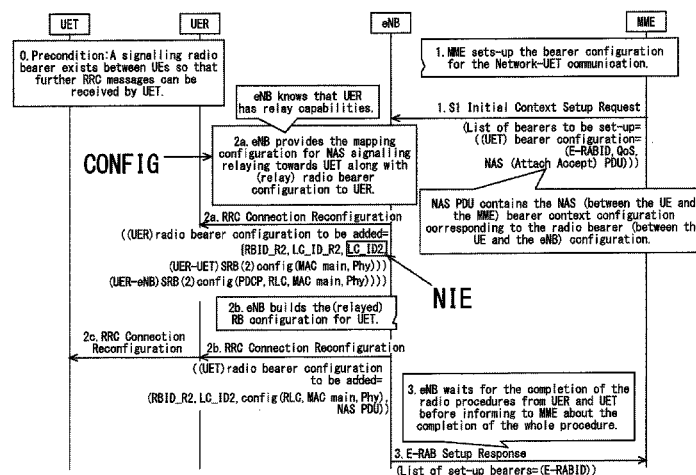 UET
UER
eNB
MME
0. Precondition:A signalling radio
bearer exists between UEs so that
further RRC messages can be
received by UET.
1. MME sets-up the bearer configuration
for the Network-UET communication.
eNB knows that UER
has relay capabilities.
1. S1 Initial Context Setup Request
(List of bearers to be set-up=
((UET) bearer configuration=
(E-RABID, QoS,
NAS (Attach Accept) PDU)))
CONFIG
2a. eNB provides the mapping
configuration for NAS signalling
relaying towards UET along with
(relay) radio bearer
configuration to UER.
NAS PDU contains the NAS (between the UE and
the MME) bearer context configuration
corresponding to the radio bearer (between the
UE and the eNB) configuration.
2a. RRC Connection Reconfiguration
((UER) radio bearer configuration to be added=
{RBID_R2, LC_ID_R2, LC_ID2,
(UER-UET) SRB(2) config(MAC main, Phy)))
(UER-eNB) SRB(2) config(PDCP, RLC, MAC main, Phy))))
NIE
2b. eNB builds the (relayed)
RB configuration for UET.
2c. RRC Connection
Reconfiguration
2b. RRC Connection Reconfiguration
((UET) radio bearer configuration
to be added=
(RBID_R2, LC_ID2, config(RLC, MAC main, Phy),
NAS PDU))
3. eNB waits for the completion of the
radio procedures from UER and UET
before informing to MME about the
completion of the whole procedure.
3. E-RAB Setup Response
(List of set-up bearers=(E-RABID))